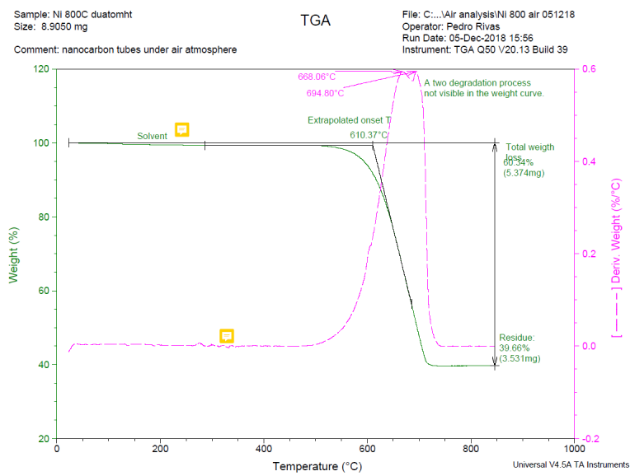 Sample: Ni 800C duatomht
Size: 8.9050 mg
Comment: nanocarbon tubes under air atmosphere
TGA
File: C:...\Air analysis\Ni 800 air 051218
Operator: Pedro Rivas
Run Date: 05-Dec-2018 15:56
Instrument: TGA Q50 V20.13 Build 39
120
100
80
60
40
20
Weight (%)
0.6
0.4
0.2
0.0
-0.2
[ — — – ] Deriv. Weight (%/°C)
668.06°C
694.80°C
A two degradation process
not visible in the weight curve.
Solvent
Extrapolated onset T
610.37°C
Total weigth
loss
60.34%
(5.374mg)
Residue:
39.66%
(3.531mg)
0
200
400
600
800
1000
Temperature (°C)
Universal V4.5A TA Instruments